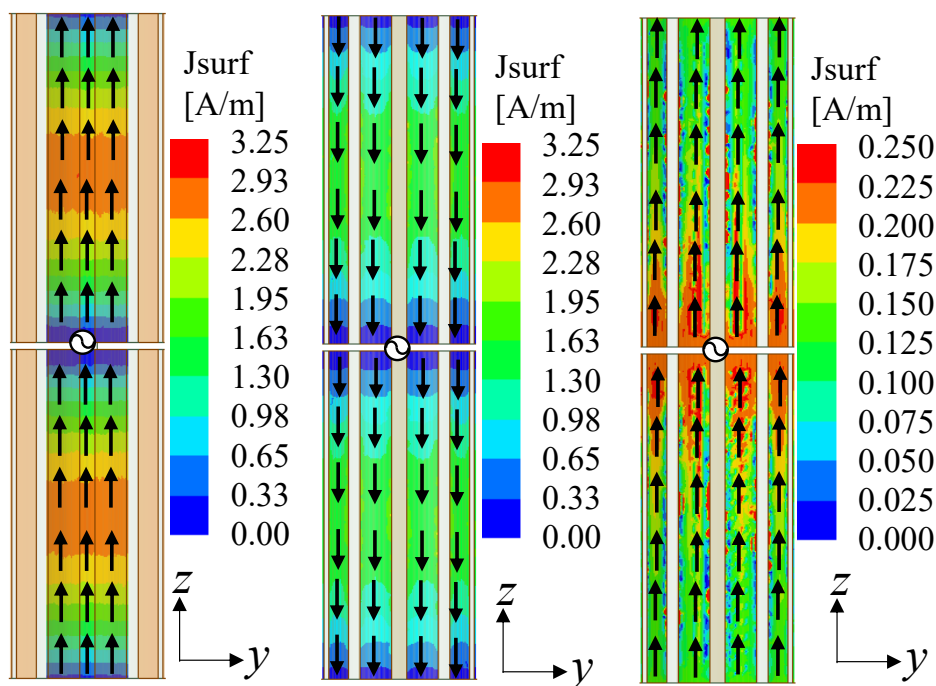 Jsurf
[A/m]
3.25
2.93
2.60
2.28
1.95
1.63
1.30
0.98
0.65
0.33
0.00
z
y
Jsurf
[A/m]
3.25
2.93
2.60
2.28
1.95
1.63
1.30
0.98
0.65
0.33
0.00
z
y
Jsurf
[A/m]
0.250
0.225
0.200
0.175
0.150
0.125
0.100
0.075
0.050
0.025
0.000
z
y